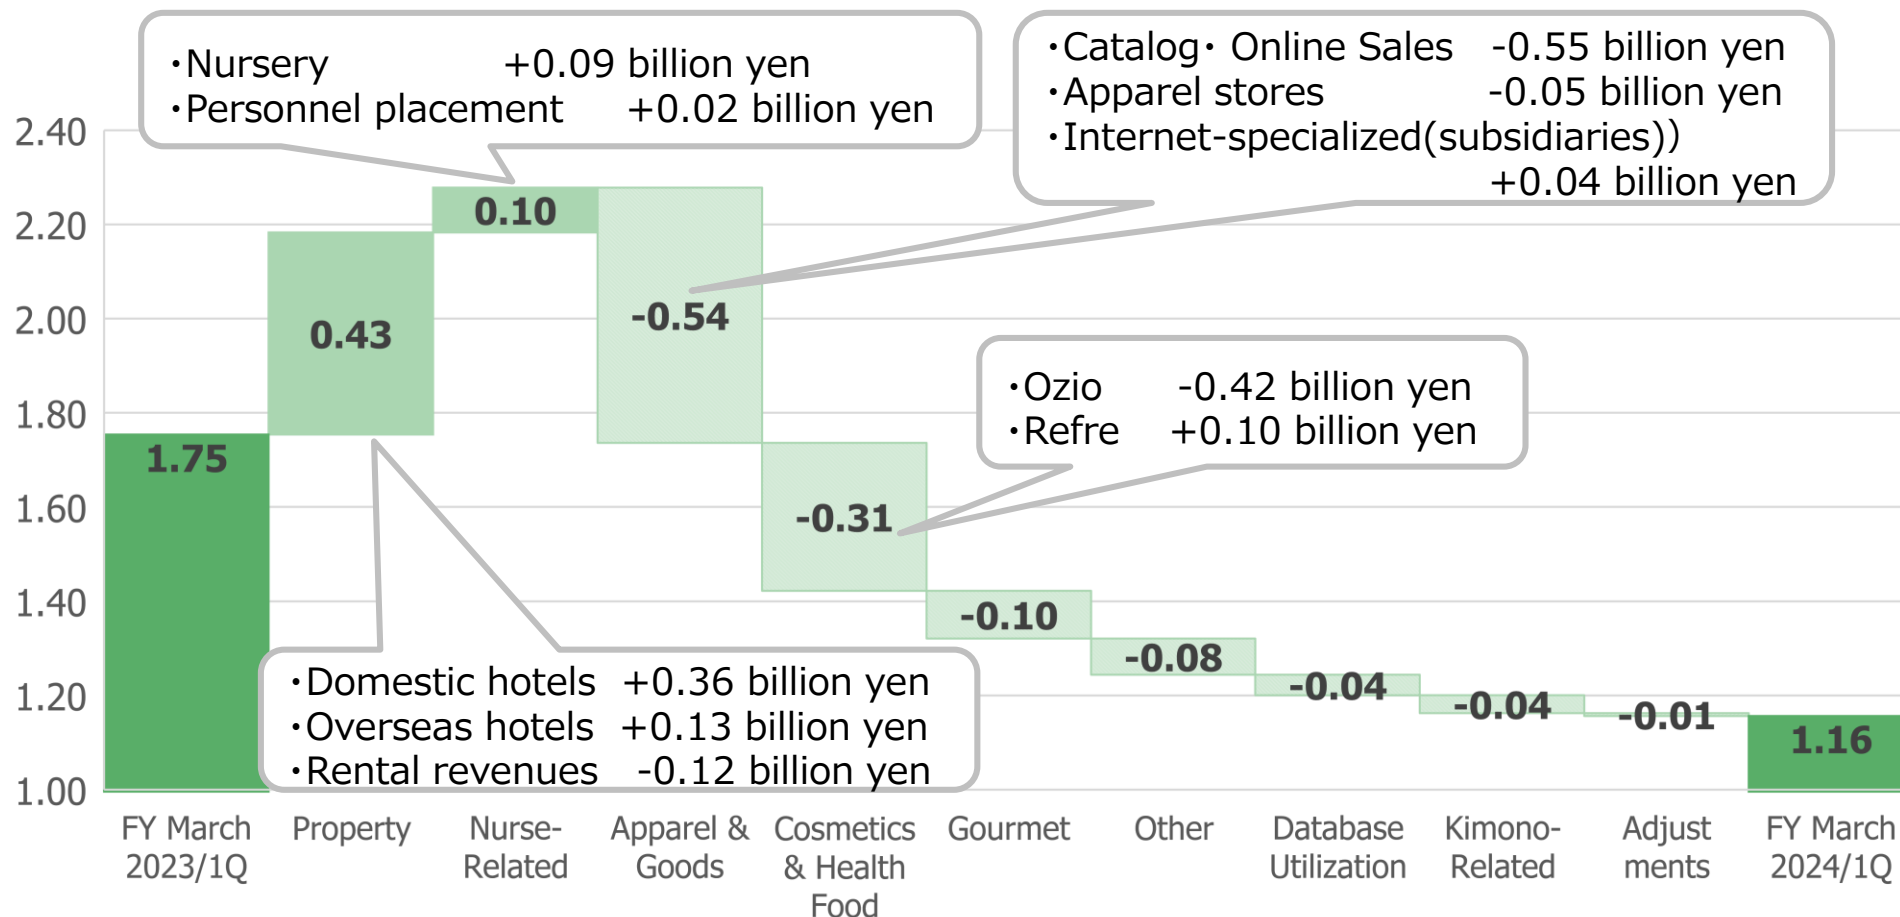 ・Nursery +0.09 billion yen
・Personnel placement +0.02 billion yen
・Catalog・ Online Sales -0.55 billion yen
・Apparel stores -0.05 billion yen
・Internet-specialized(subsidiaries))
+0.04 billion yen
2.40
2.20
2.00
1.80
1.60
1.40
1.20
1.00
1.75
0.43
0.10
-0.54
-0.31
-0.10
-0.08
-0.04
-0.04
-0.01
1.16
・Ozio -0.42 billion yen
・Refre +0.10 billion yen
・Domestic hotels +0.36 billion yen
・Overseas hotels +0.13 billion yen
・Rental revenues -0.12 billion yen
FY March
2023/1Q
Property
Nurse-
Related
Apparel &
Goods
Cosmetics
& Health
Food
Gourmet
Other
Database
Utilization
Kimono-
Related
Adjust
ments
FY March
2024/1Q